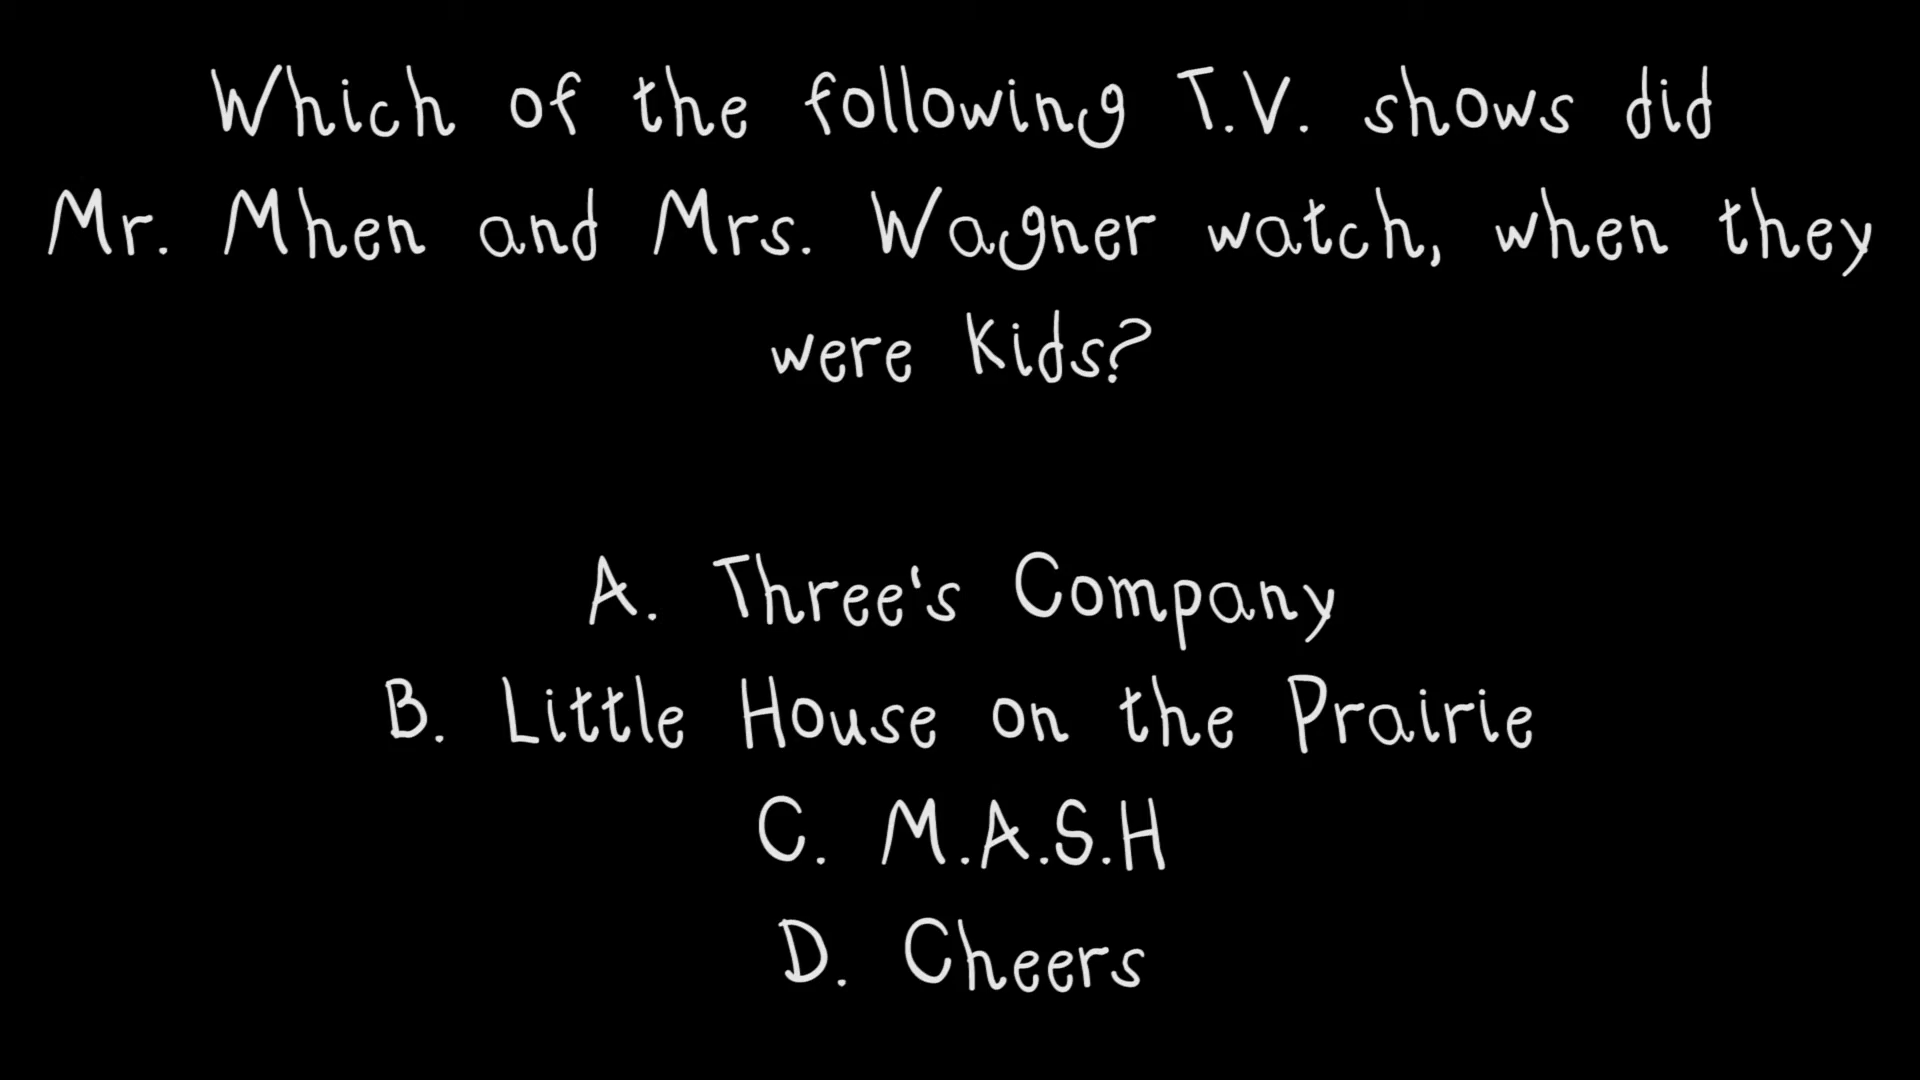 Which of the following T.V. shows did
Mr. Mhen and Mrs. Wagner watch, when they
were kids?
A. Three's Company
B. Little House on the Prairie
C. M.A.S.H
D. Cheers